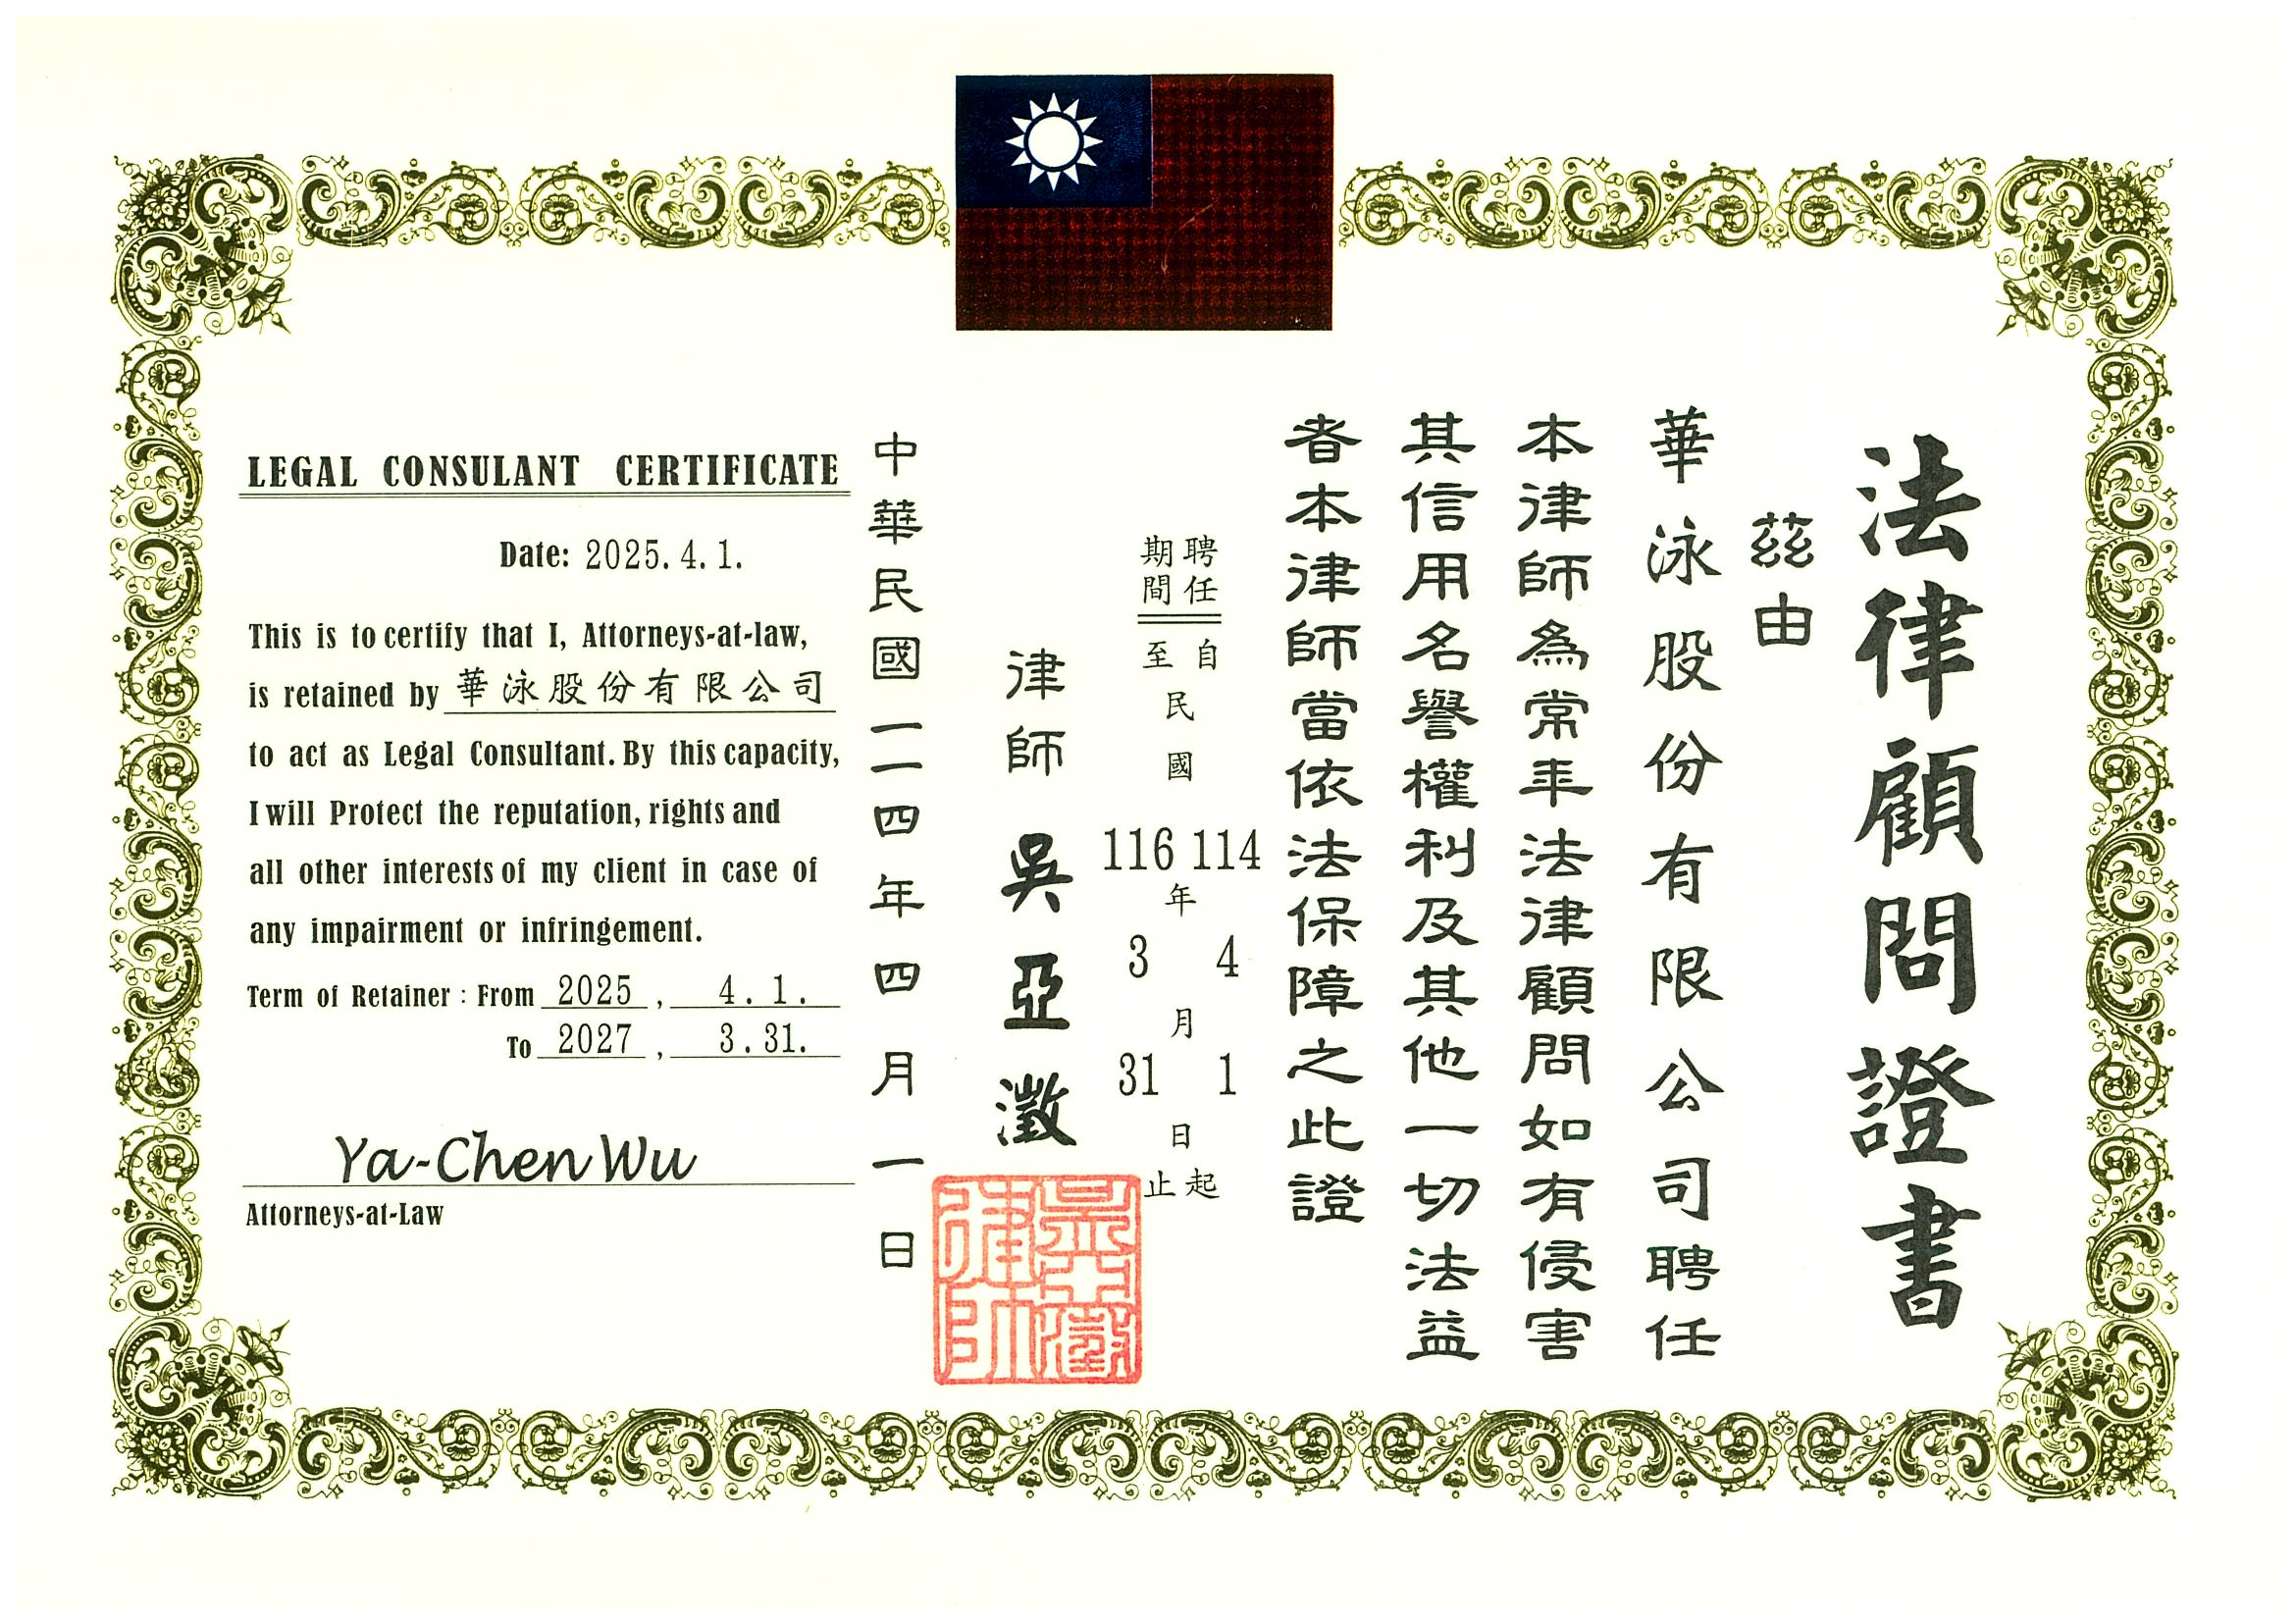 法律顧問證書
茲由
華泳股份有限公司聘任
本律師為常年法律顧問如有侵害
其信用名譽權利及其他一切法益
者本律師當依法保障之此證
聘任
期間
自民國114年4月1日起
至民國116年3月31日止
律師 吳亞澂
吳亞澂
律師
中華民國一一四年四月一日
LEGAL CONSULANT CERTIFICATE
Date: 2025. 4. 1.
This is to certify that I, Attorneys-at-law,
is retained by 華泳股份有限公司
to act as Legal Consultant. By this capacity,
I will Protect the reputation, rights and
all other interests of my client in case of
any impairment or infringement.
Term of Retainer : From 2025 , 4. 1.
To 2027 , 3. 31.
Ya-Chen Wu
Attorneys-at-Law